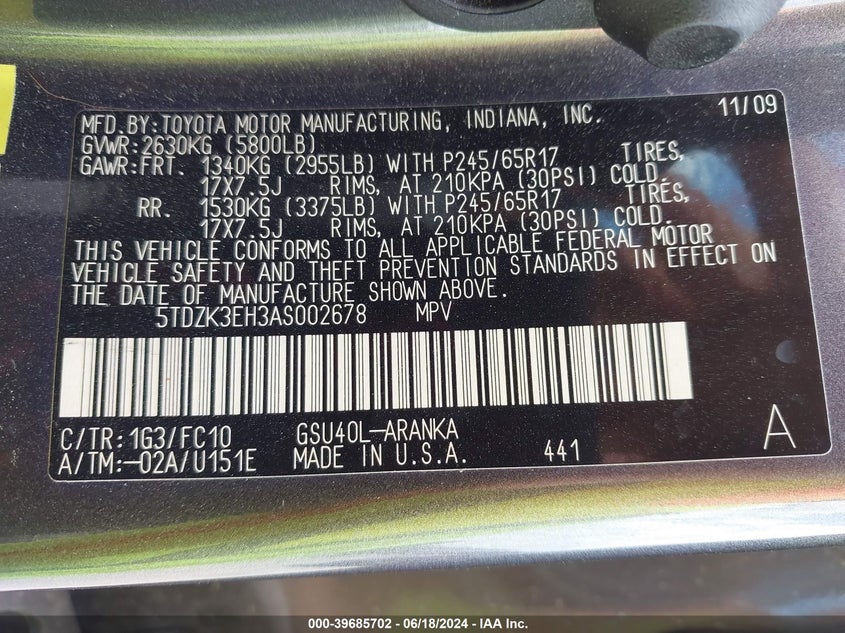 MFD.BY:TOYOTA MOTOR MANUFACTURING, INDIANA, INC. 11/09
GVWR:2630KG (5800LB)
GAWR:FRT. 1340KG (2955LB) WITH P245/65R17 TIRES,
17X7.5J RIMS, AT 210KPA (30PSI) COLD.
RR. 1530KG (3375LB) WITH P245/65R17 TIRES,
17X7.5J RIMS, AT 210KPA (30PSI) COLD.
THIS VEHICLE CONFORMS TO ALL APPLICABLE FEDERAL MOTOR
VEHICLE SAFETY AND THEFT PREVENTION STANDARDS IN EFFECT ON
THE DATE OF MANUFACTURE SHOWN ABOVE.
5TDZK3EH3AS002678 MPV
C/TR:1G3/FC10 GSU40L-ARANKA A
A/TM:-02A/U151E MADE IN U.S.A. 441
000-39685702 - 06/18/2024 - IAA Inc.